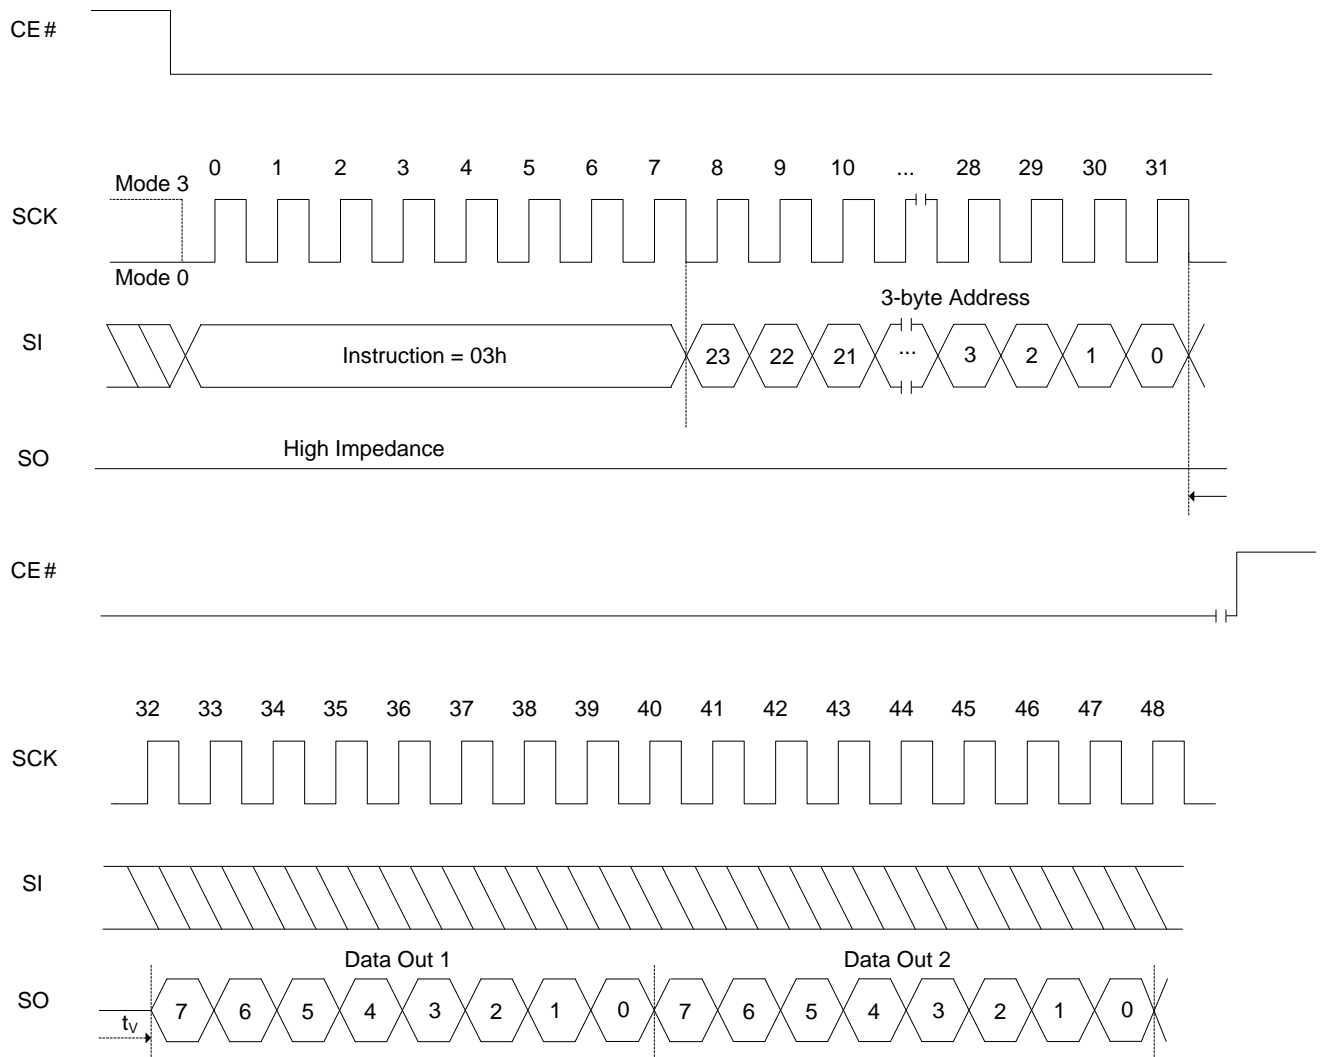 CE#
0 1 2 3 4 5 6 7 8 9 10 ... 28 29 30 31
Mode 3
SCK
Mode 0
3-byte Address
SI
Instruction = 03h
23 22 21 ... 3 2 1 0
High Impedance
SO
CE#
32 33 34 35 36 37 38 39 40 41 42 43 44 45 46 47 48
SCK
SI
Data Out 1 Data Out 2
SO
7 6 5 4 3 2 1 0 7 6 5 4 3 2 1 0
tV